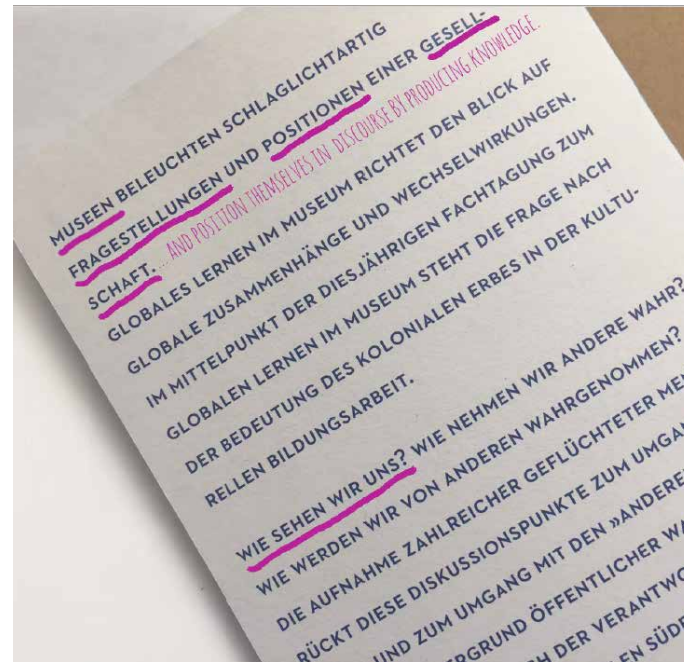 MUSEEN BELEUCHTEN SCHLAGLICHTARTIG
FRAGESTELLUNGEN UND POSITIONEN EINER GESELL-
SCHAFT.
...AND POSITION THEMSELVES IN DISCOURSE BY PRODUCING KNOWLEDGE.
GLOBALES LERNEN IM MUSEUM RICHTET DEN BLICK AUF
GLOBALE ZUSAMMENHÄNGE UND WECHSELWIRKUNGEN.
IM MITTELPUNKT DER DIESJÄHRIGEN FACHTAGUNG ZUM
GLOBALEN LERNEN IM MUSEUM STEHT DIE FRAGE NACH
DER BEDEUTUNG DES KOLONIALEN ERBES IN DER KULTU-
RELLEN BILDUNGSARBEIT.
WIE SEHEN WIR UNS? WIE NEHMEN WIR ANDERE WAHR?
WIE WERDEN WIR VON ANDEREN WAHRGENOMMEN?
DIE AUFNAHME ZAHLREICHER GEFLÜCHTETER
RÜCKT DIESE DISKUSSIONSPUNKTE ZUM
UND ZUM UMGANG MIT DEN
ÖFFENTLICHER
DER